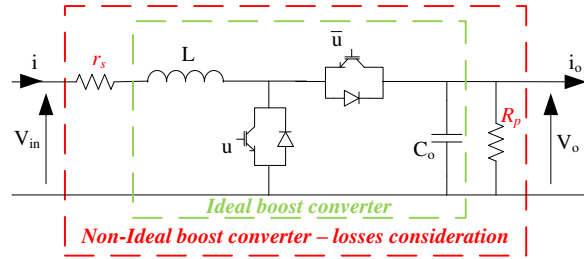 i
r_s
L
u̅
i_o
V_in
u
C_o
R_p
V_o
Ideal boost converter
Non-Ideal boost converter – losses consideration